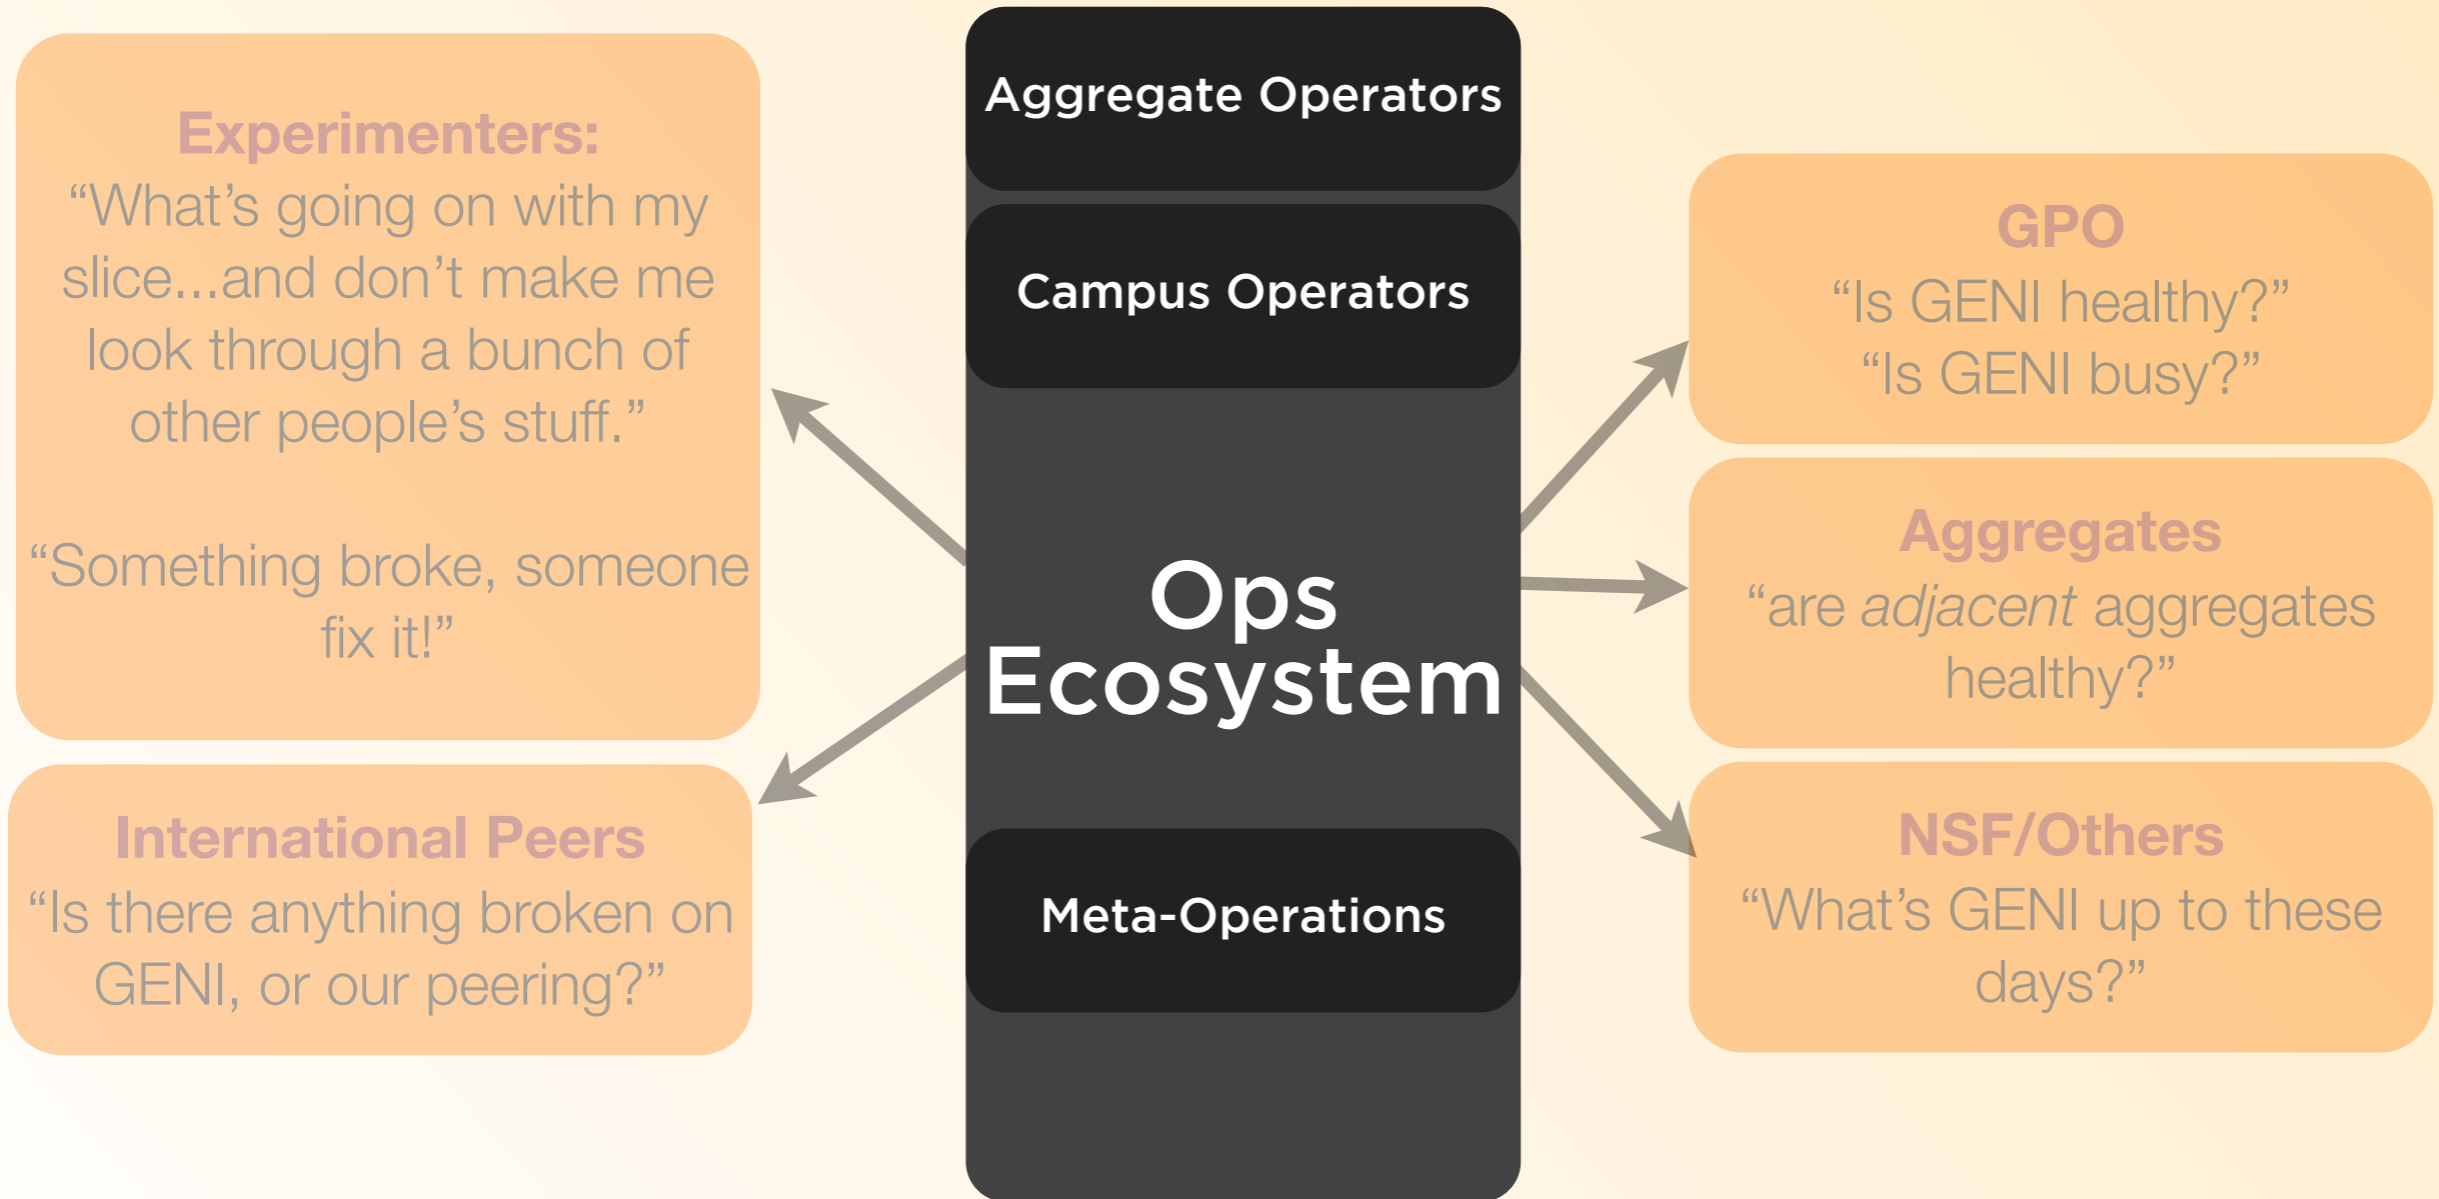 Experimenters:
“What’s going on with my
slice...and don’t make me
look through a bunch of
other people’s stuff.”
“Something broke, someone
fix it!”
International Peers
“Is there anything broken on
GENI, or our peering?”
Aggregate Operators
Campus Operators
Ops
Ecosystem
Meta-Operations
GPO
“Is GENI healthy?”
“Is GENI busy?”
Aggregates
“are adjacent aggregates
healthy?”
NSF/Others
“What’s GENI up to these
days?”